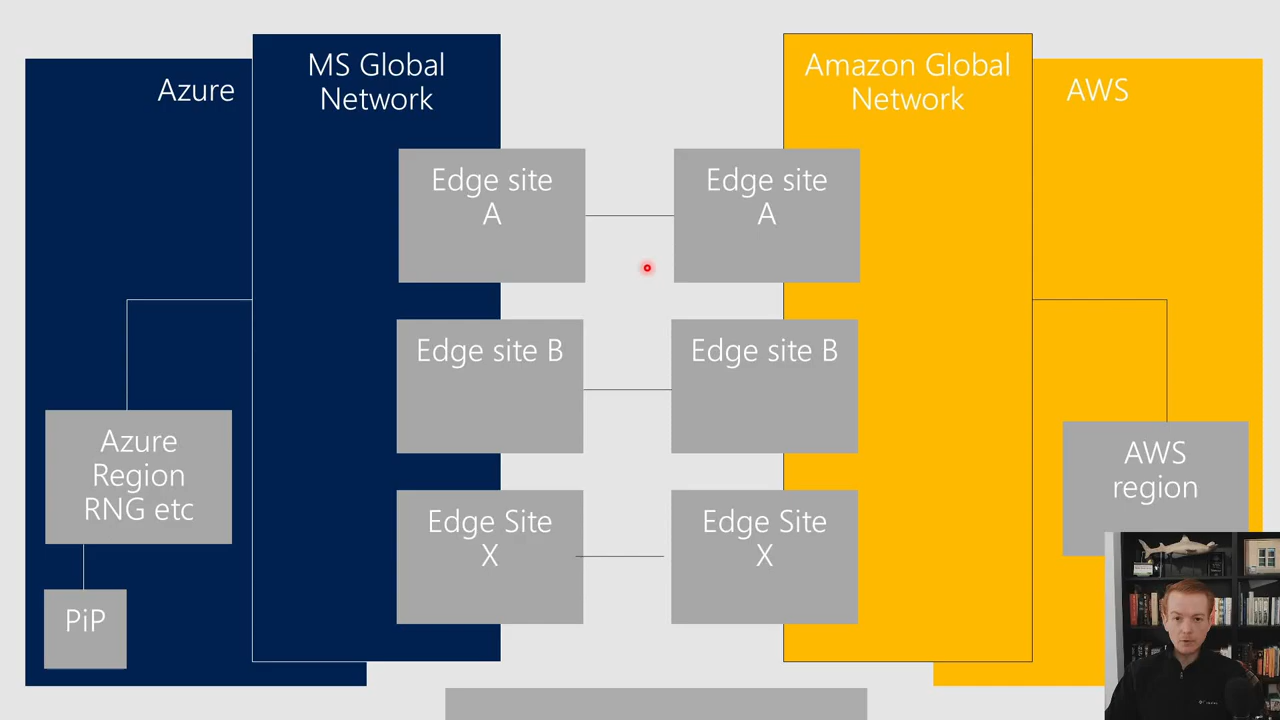 Azure
MS Global
Network
Amazon Global
Network
AWS
Edge site
A
Edge site
A
Edge site B
Edge site B
Azure
Region
RNG etc
AWS
region
Edge Site
X
Edge Site
X
PiP